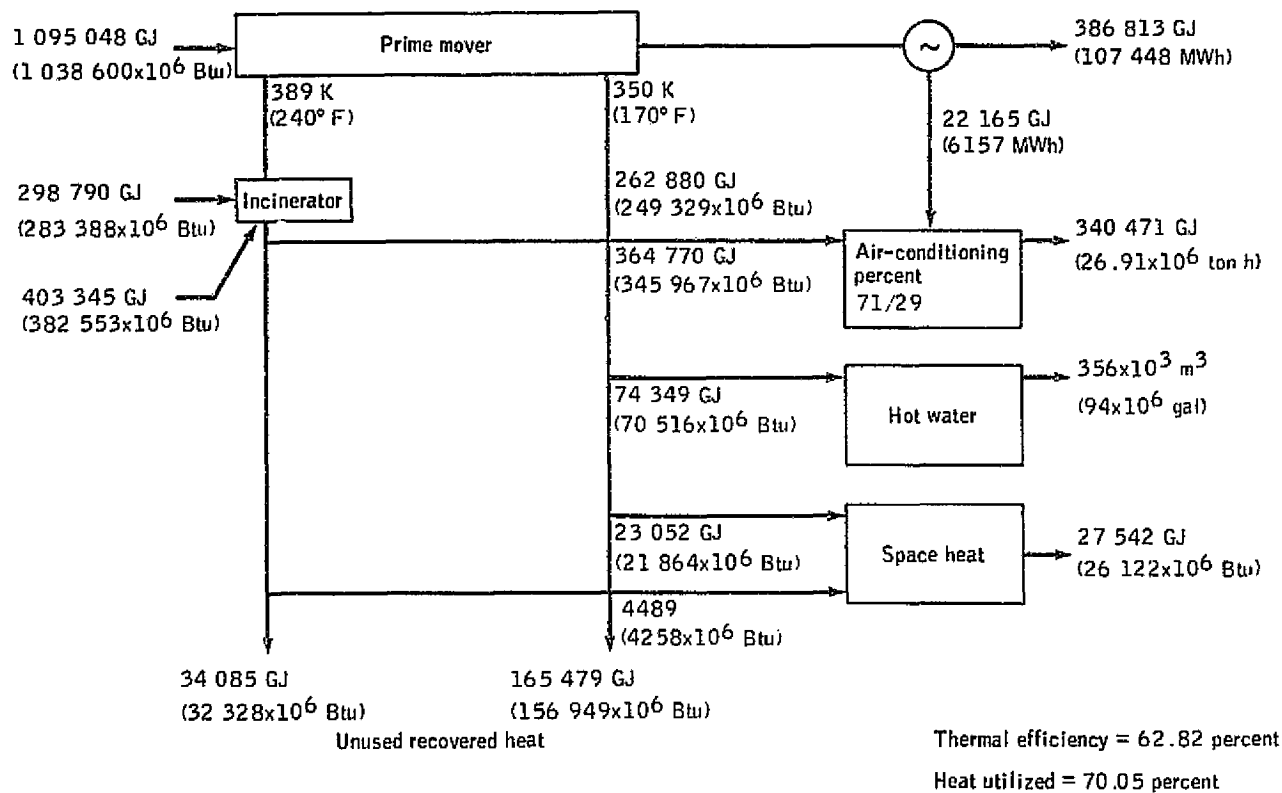 1 095 048 GJ
(1 038 600x10⁶ Btu)
Prime mover
~
386 813 GJ
(107 448 MWh)
389 K
(240° F)
350 K
(170° F)
22 165 GJ
(6157 MWh)
298 790 GJ
(283 388x10⁶ Btu)
Incinerator
262 880 GJ
(249 329x10⁶ Btu)
403 345 GJ
(382 553x10⁶ Btu)
364 770 GJ
(345 967x10⁶ Btu)
Air-conditioning
percent
71/29
340 471 GJ
(26.91x10⁶ ton h)
74 349 GJ
(70 516x10⁶ Btu)
Hot water
356x10³ m³
(94x10⁶ gal)
23 052 GJ
(21 864x10⁶ Btu)
Space heat
27 542 GJ
(26 122x10⁶ Btu)
4489
(4258x10⁶ Btu)
34 085 GJ
(32 328x10⁶ Btu)
165 479 GJ
(156 949x10⁶ Btu)
Unused recovered heat
Thermal efficiency = 62.82 percent
Heat utilized = 70.05 percent